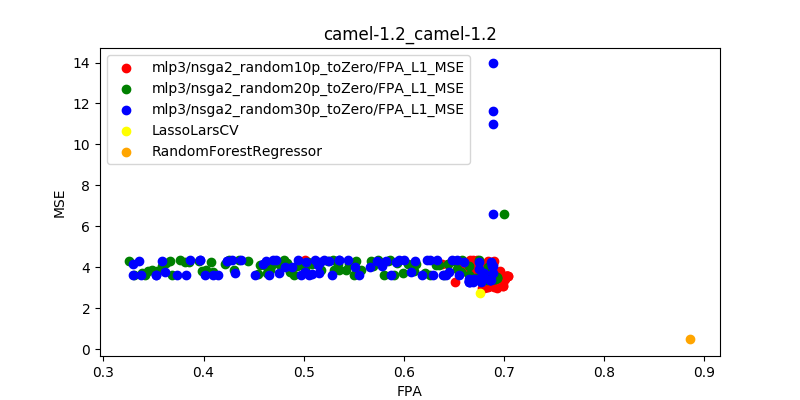 camel-1.2_camel-1.2
14
12
10
8
6
4
2
0
MSE
mlp3/nsga2_random10p_toZero/FPA_L1_MSE
mlp3/nsga2_random20p_toZero/FPA_L1_MSE
mlp3/nsga2_random30p_toZero/FPA_L1_MSE
LassoLarsCV
RandomForestRegressor
0.3
0.4
0.5
0.6
0.7
0.8
0.9
FPA